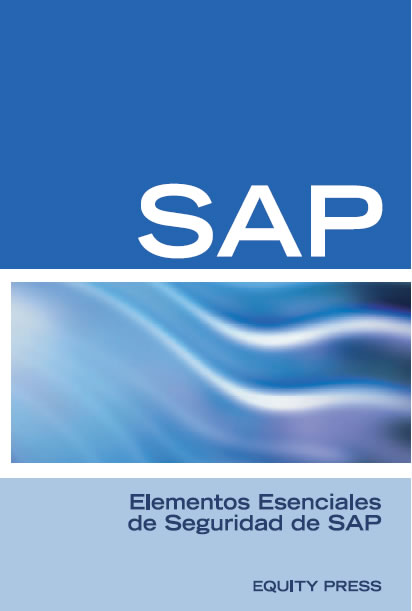 SAP
Elementos Esenciales
de Seguridad de SAP
EQUITY PRESS